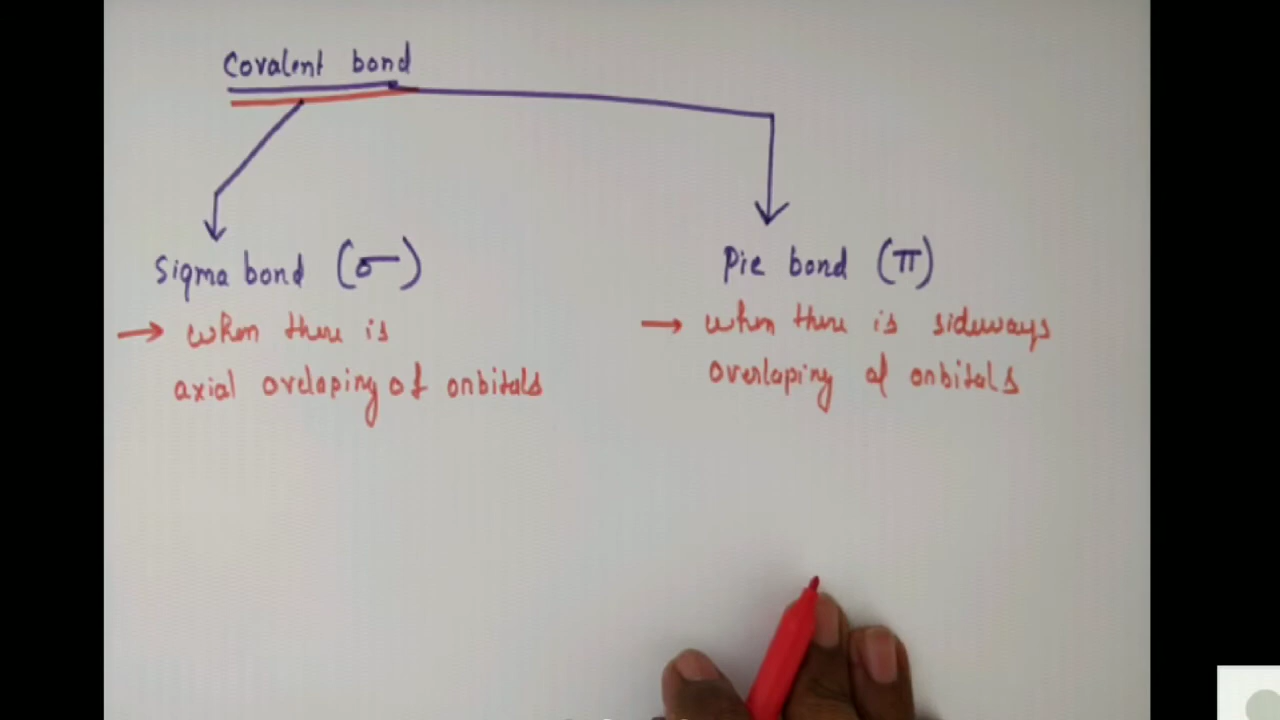 Covalent bond
Sigma bond (σ)
→ when there is
axial ovelaping of orbitals
Pie bond (π)
→ when there is sideways
overlaping of orbitals